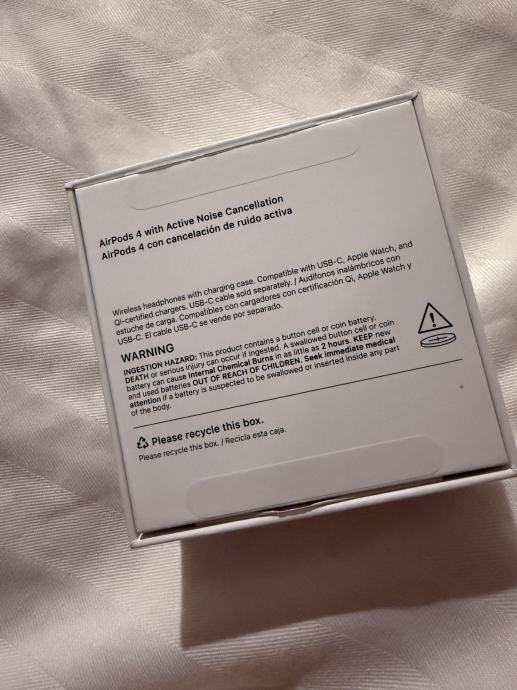 AirPods 4 with Active Noise Cancellation
AirPods 4 con cancelación de ruido activa
Wireless headphones with charging case. Compatible with USB-C, Apple Watch, and
Qi-certified chargers. USB-C cable sold separately. / Audífonos inalámbricos con
estuche de carga. Compatibles con cargadores con certificación Qi, Apple Watch y
USB-C. El cable USB-C se vende por separado.
WARNING
INGESTION HAZARD: This product contains a button cell or coin battery.
DEATH or serious injury can occur if ingested. A swallowed button cell or coin
battery can cause Internal Chemical Burns in as little as 2 hours. KEEP new
and used batteries OUT OF REACH OF CHILDREN. Seek immediate medical
attention if a battery is suspected to be swallowed or inserted inside any part
of the body.
Please recycle this box.
Please recycle this box. / Recicla esta caja.